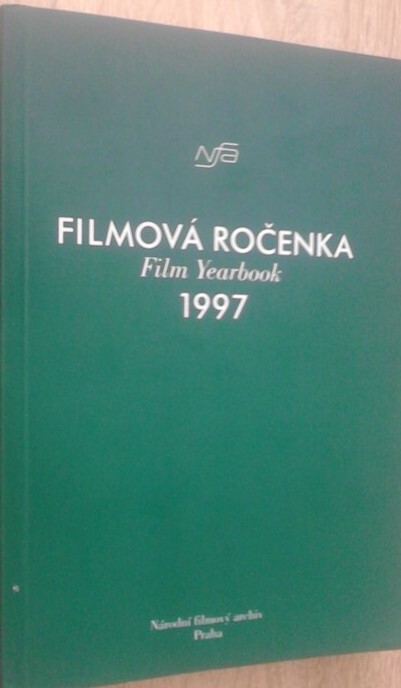 Nfa
FILMOVÁ ROČENKA
Film Yearbook
1997
Národní filmový archiv
Praha